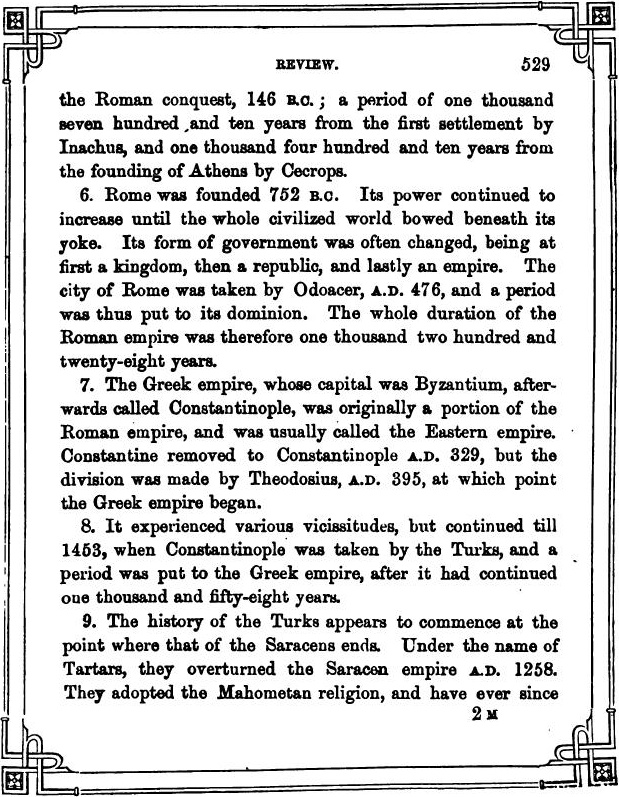 REVIEW. 529
the Roman conquest, 146 B.C.; a period of one thousand
seven hundred and ten years from the first settlement by
Inachus, and one thousand four hundred and ten years from
the founding of Athens by Cecrops.
6. Rome was founded 752 B.C. Its power continued to
increase until the whole civilized world bowed beneath its
yoke. Its form of government was often changed, being at
first a kingdom, then a republic, and lastly an empire. The
city of Rome was taken by Odoacer, A.D. 476, and a period
was thus put to its dominion. The whole duration of the
Roman empire was therefore one thousand two hundred and
twenty-eight years.
7. The Greek empire, whose capital was Byzantium, after-
wards called Constantinople, was originally a portion of the
Roman empire, and was usually called the Eastern empire.
Constantine removed to Constantinople A.D. 329, but the
division was made by Theodosius, A.D. 395, at which point
the Greek empire began.
8. It experienced various vicissitudes, but continued till
1453, when Constantinople was taken by the Turks, and a
period was put to the Greek empire, after it had continued
one thousand and fifty-eight years.
9. The history of the Turks appears to commence at the
point where that of the Saracens ends. Under the name of
Tartars, they overturned the Saracen empire A.D. 1258.
They adopted the Mahometan religion, and have ever since
2 M